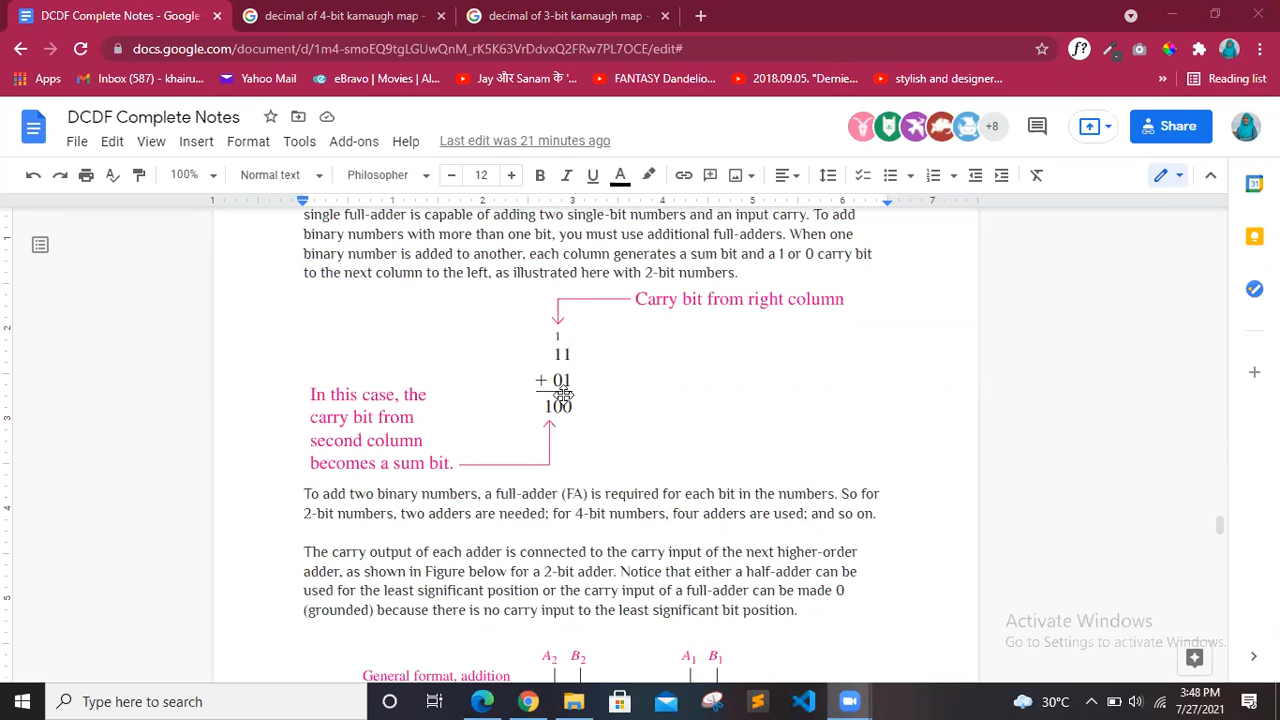 DCDF Complete Notes - Google
decimal of 4-bit karnaugh map -
decimal of 3-bit karnaugh map -
docs.google.com/document/d/1m4-smoEQ9tgLGUwQnM_rK5K63VrDdvxQ2FRw7PL7OCE/edit#
Apps
Inbox (587) - khairu...
Yahoo Mail
eBravo | Movies | Al...
Jay और Sanam के '...
FANTASY Dandelio...
2018.09.05. "Dernie...
stylish and designer...
»
Reading list
DCDF Complete Notes
File Edit View Insert Format Tools Add-ons Help Last edit was 21 minutes ago
+8
Share
100% Normal text Philosopher 12 B I U A
1 1 2 3 4 5 6 7
single full-adder is capable of adding two single-bit numbers and an input carry. To add
binary numbers with more than one bit, you must use additional full-adders. When one
binary number is added to another, each column generates a sum bit and a 1 or 0 carry bit
to the next column to the left, as illustrated here with 2-bit numbers.
Carry bit from right column
1
11
+ 01
100
In this case, the
carry bit from
second column
becomes a sum bit.
To add two binary numbers, a full-adder (FA) is required for each bit in the numbers. So for
2-bit numbers, two adders are needed; for 4-bit numbers, four adders are used; and so on.
The carry output of each adder is connected to the carry input of the next higher-order
adder, as shown in Figure below for a 2-bit adder. Notice that either a half-adder can be
used for the least significant position or the carry input of a full-adder can be made 0
(grounded) because there is no carry input to the least significant bit position.
A2 B2 A1 B1
General format, addition
Activate Windows
Go to Settings to activate Windows.
Type here to search
30°C
3:48 PM
7/27/2021